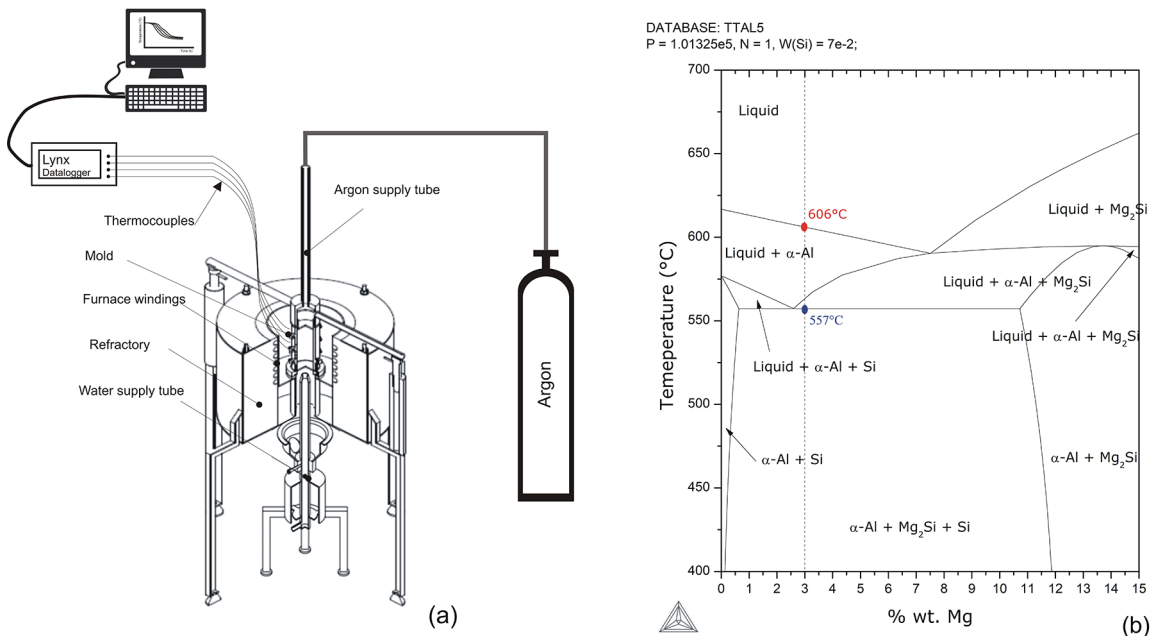 Temperature (°C)
Time (s)
Lynx
Datalogger
Thermocouples
Argon supply tube
Mold
Furnace windings
Refractory
Water supply tube
Argon
(a)
DATABASE: TTAL5
P = 1.01325e5, N = 1, W(Si) = 7e-2;
Temeperature (°C)
700
650
600
550
500
450
400
Liquid
606°C
Liquid + Mg₂Si
Liquid + α-Al
Liquid + α-Al + Mg₂Si
557°C
Liquid + α-Al + Mg₂Si
Liquid + α-Al + Si
α-Al + Si
α-Al + Mg₂Si
α-Al + Mg₂Si + Si
0 1 2 3 4 5 6 7 8 9 10 11 12 13 14 15
% wt. Mg
(b)